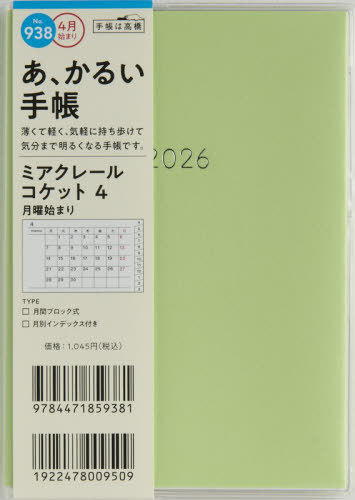 No.
938
4月
始まり
手帳は高橋
あ、かるい
手帳
薄くて軽く、気軽に持ち歩けて
気分まで明るくなる手帳です。
2026
ミアクレール
コケット 4
月曜始まり
4
TYPE
□ 月間ブロック式
□ 月別インデックス付き
価格：1,045円(税込)
9784471859381
1922478009509